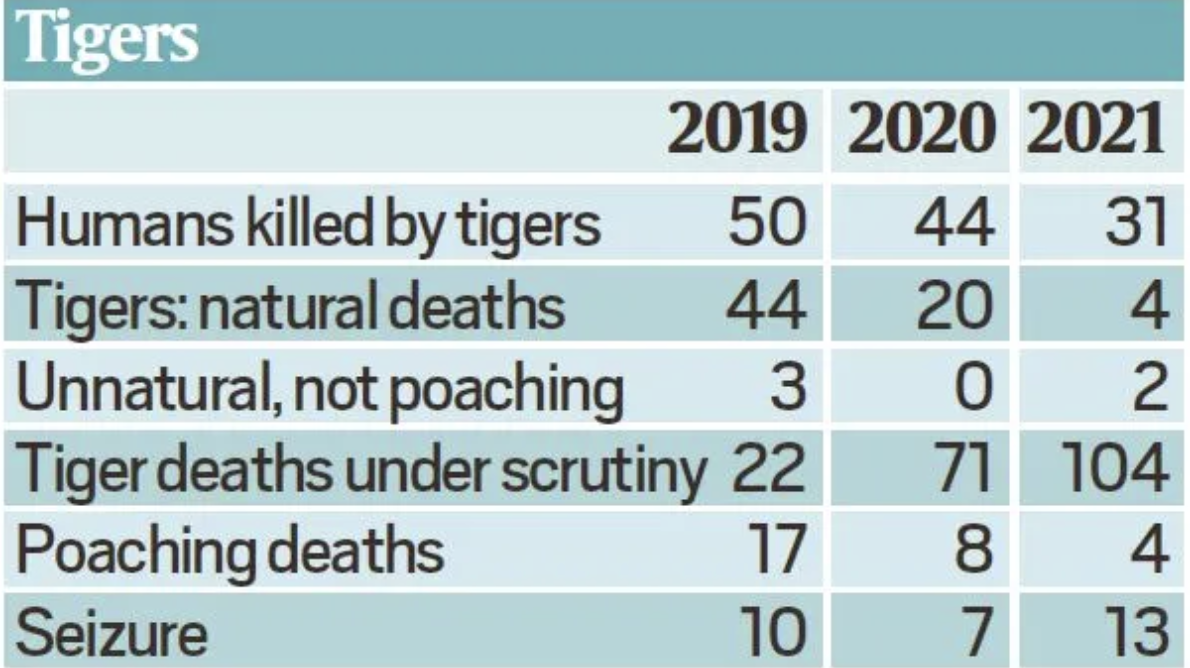 Tigers
2019 2020 2021
Humans killed by tigers 50 44 31
Tigers: natural deaths 44 20 4
Unnatural, not poaching 3 0 2
Tiger deaths under scrutiny 22 71 104
Poaching deaths 17 8 4
Seizure 10 7 13